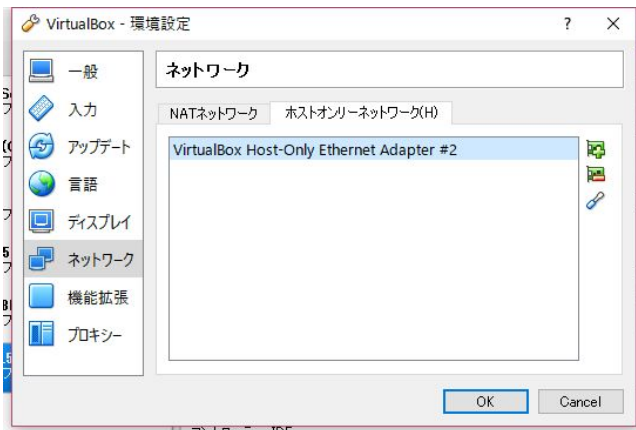 VirtualBox - 環境設定
?
一般
入力
アップデート
言語
ディスプレイ
ネットワーク
機能拡張
プロキシー
ネットワーク
NATネットワーク
ホストオンリーネットワーク(H)
VirtualBox Host-Only Ethernet Adapter #2
OK
Cancel